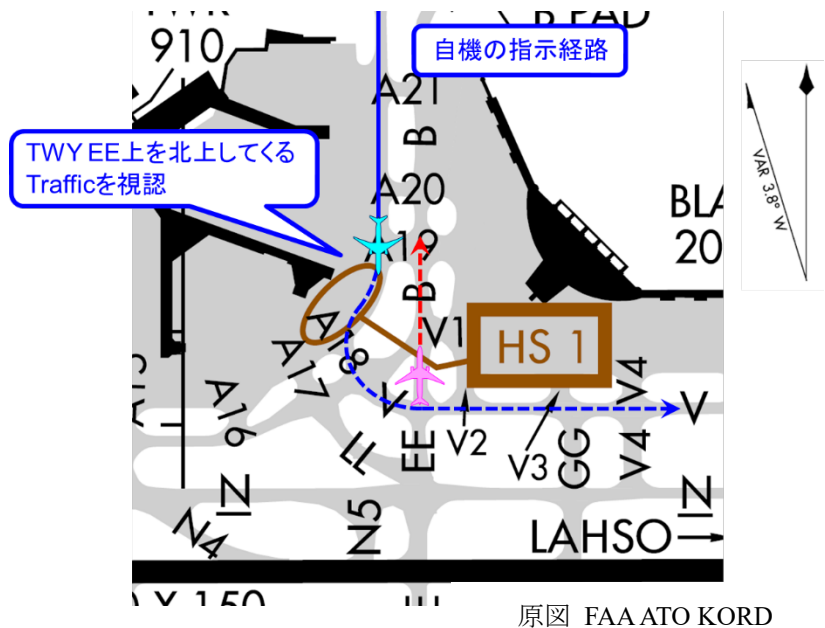 910
B PAD
自機の指示経路
A21
B
TWY EE上を北上してくる
Trafficを視認
A20
VAR 3.8° W
BLA
20
A19
B
V1
HS 1
A18
A17
A16
V
V4
V
EE
V2
V3
GG
V4
N5
N4
LAHSO
原図 FAA ATO KORD